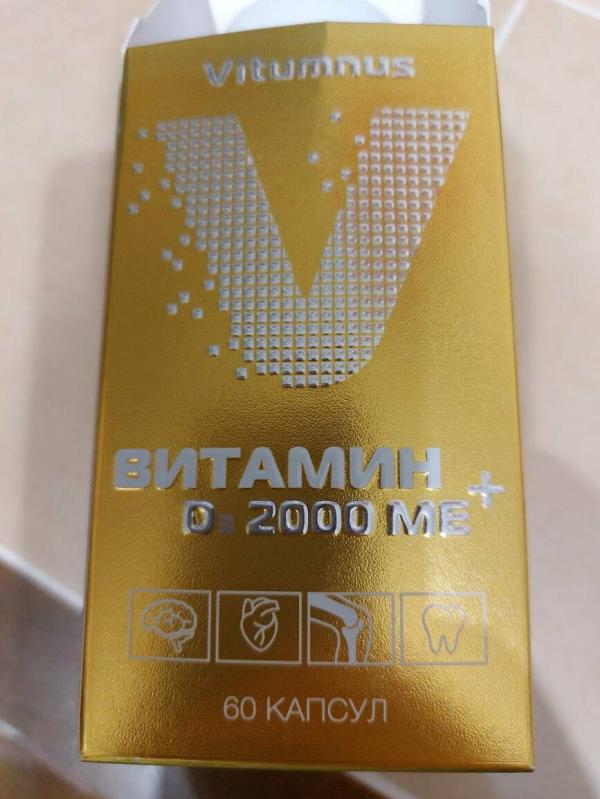 Vitumnus
ВИТАМИН +
D₃ 2000 МЕ
60 КАПСУЛ